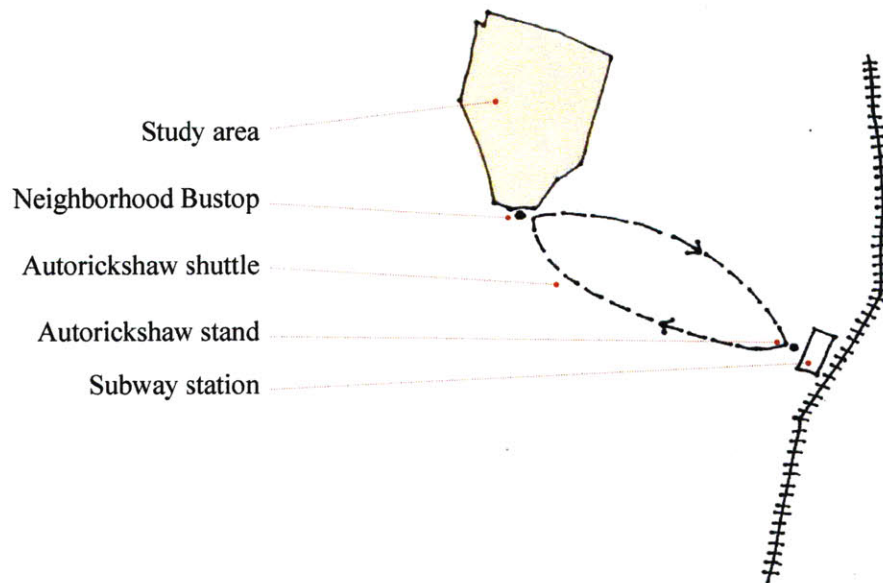 Study area
Neighborhood Bustop
Autorickshaw shuttle
Autorickshaw stand
Subway station